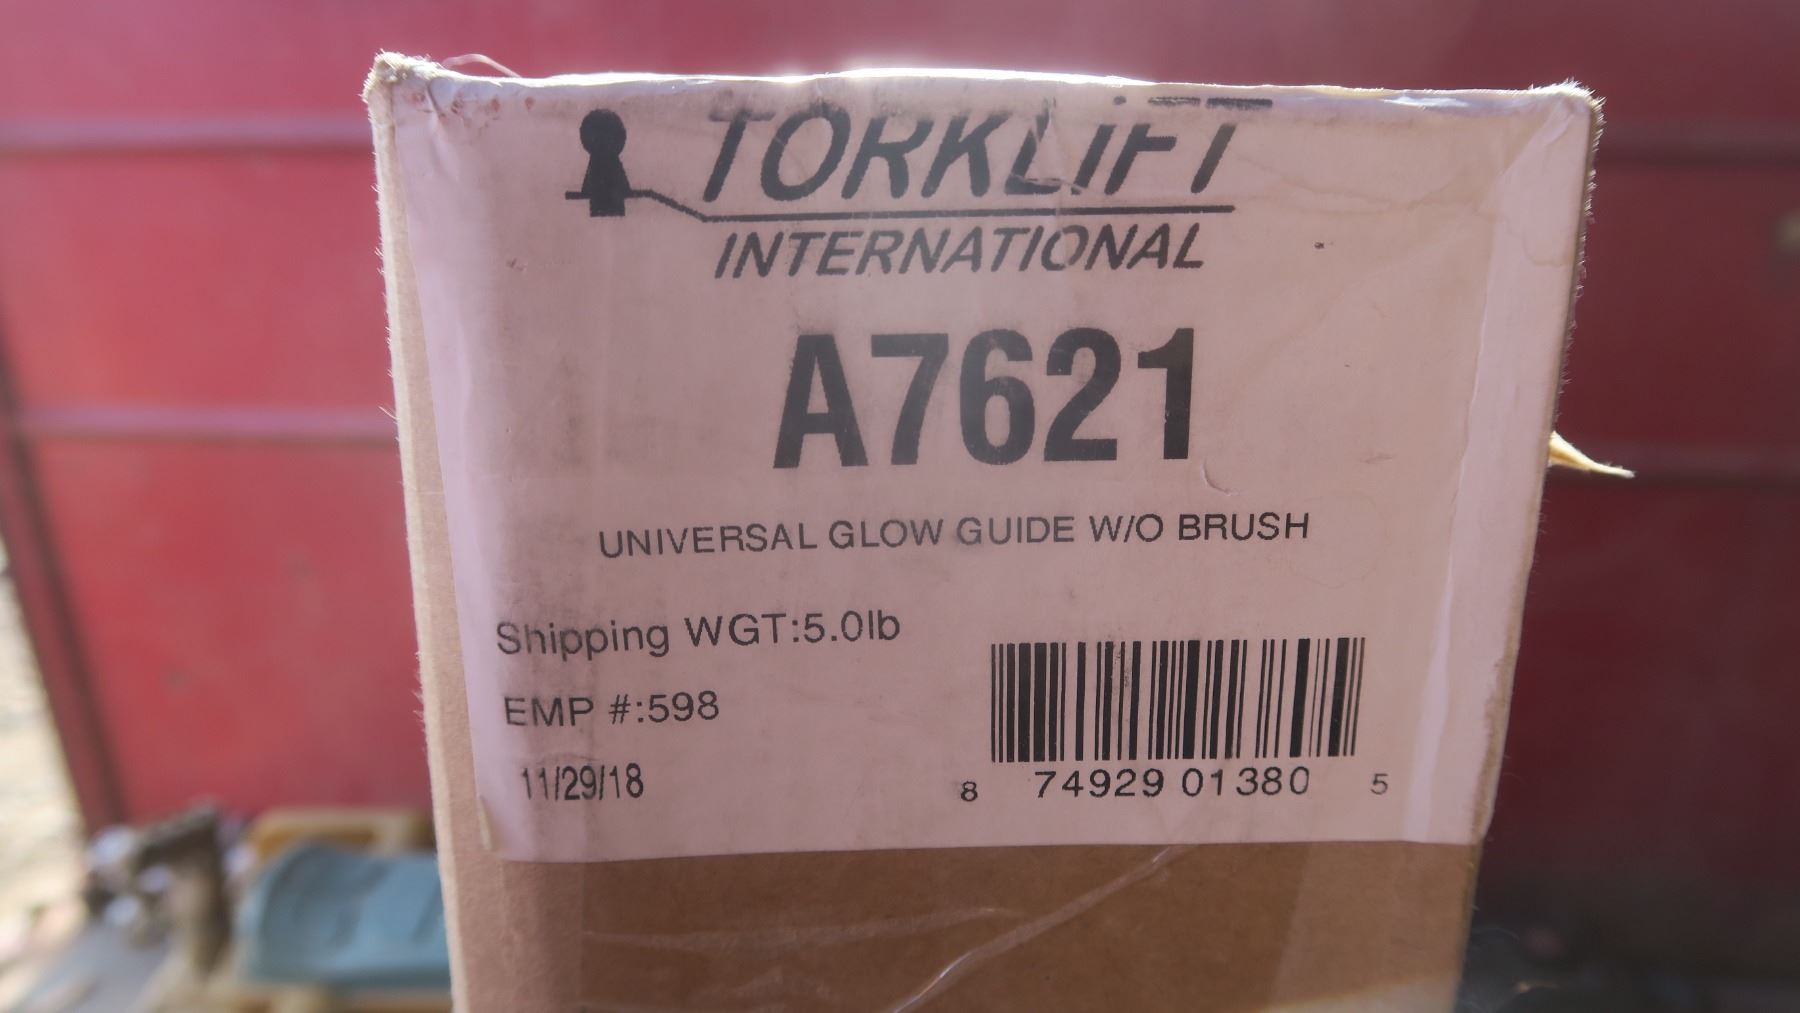 TORKLIFT
INTERNATIONAL
A7621
UNIVERSAL GLOW GUIDE W/O BRUSH
Shipping WGT:5.0lb
EMP #:598
11/29/18
8 74929 01380 5